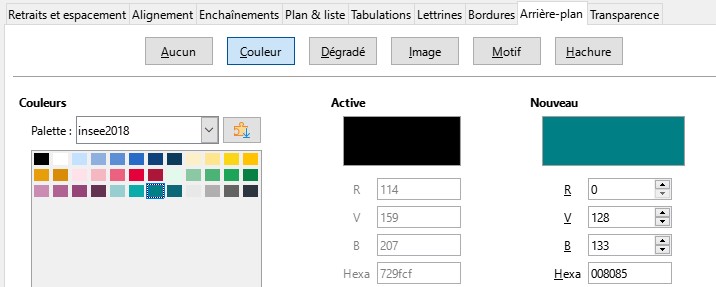 Retraits et espacement Alignement Enchaînements Plan & liste Tabulations Lettrines Bordures Arrière-plan Transparence
Aucun Couleur Dégradé Image Motif Hachure
Couleurs Active Nouveau
Palette : insee2018
R 114 R 0
V 159 V 128
B 207 B 133
Hexa 729fcf Hexa 008085